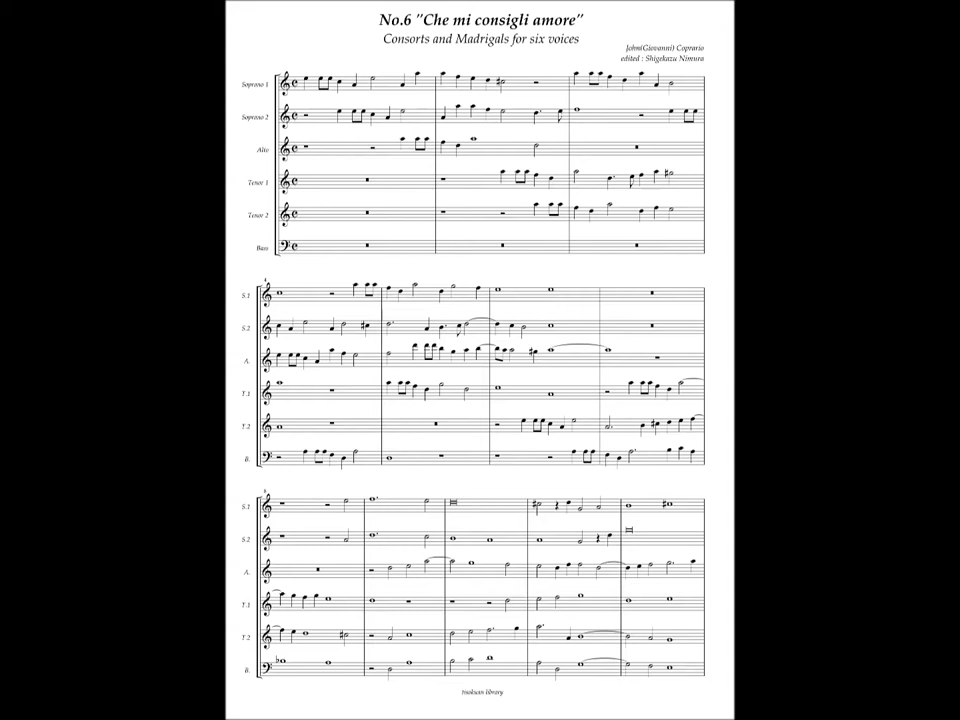 No.6 "Che mi consigli amore"
Consorts and Madrigals for six voices
John(Giovanni) Coprario
edited : Shigekazu Nimura
Soprano 1
Soprano 2
Alto
Tenor 1
Tenor 2
Bass
4
S.1
S.2
A.
T.1
T.2
B.
S.1
S.2
A.
T.1
T.2
B.
tisokuan library